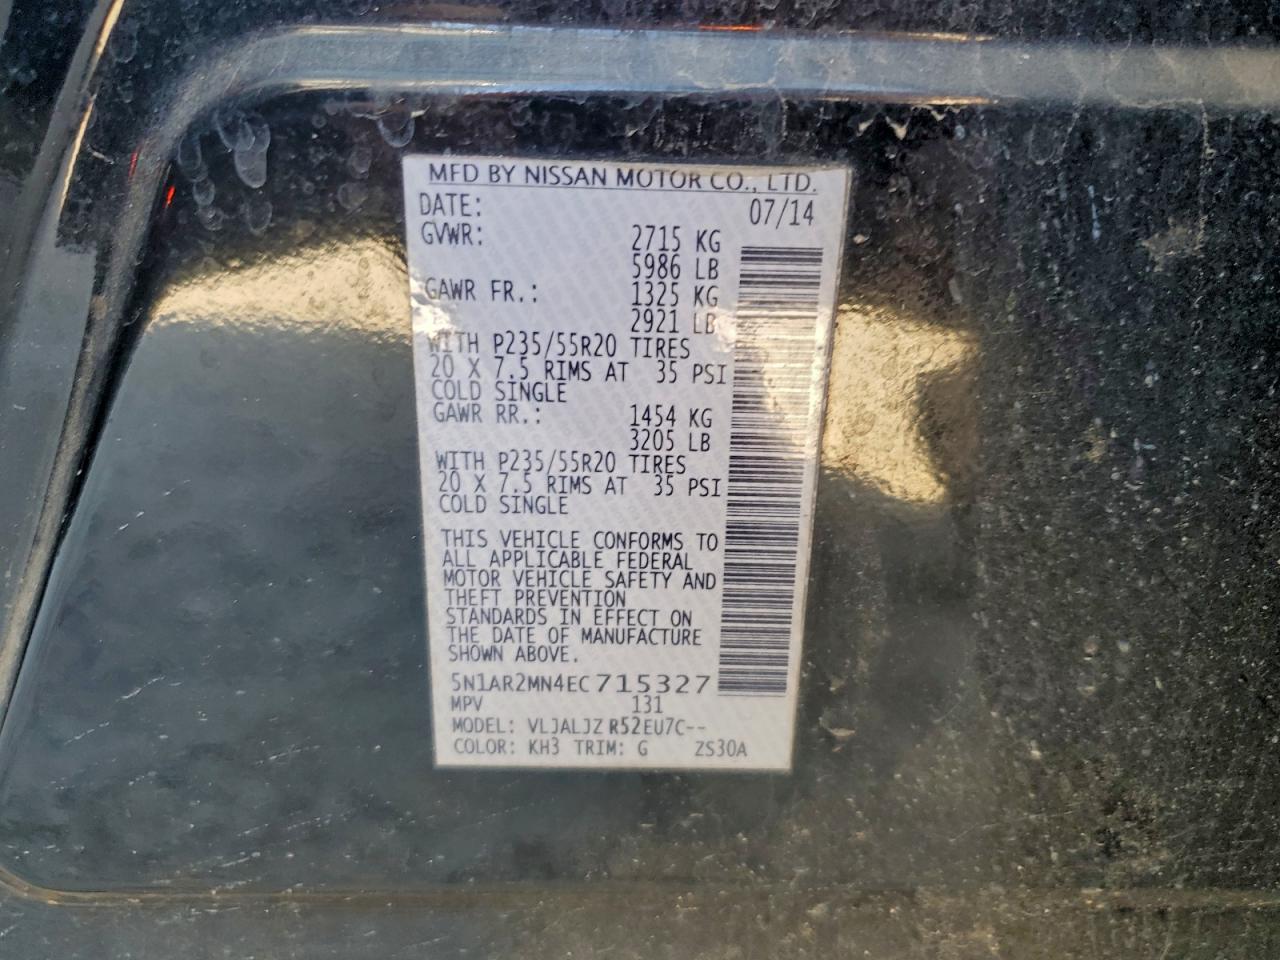 MFD BY NISSAN MOTOR CO., LTD.
DATE: 07/14
GVWR: 2715 KG
5986 LB
GAWR FR.: 1325 KG
2921 LB
WITH P235/55R20 TIRES
20 X 7.5 RIMS AT 35 PSI
COLD SINGLE
GAWR RR.: 1454 KG
3205 LB
WITH P235/55R20 TIRES
20 X 7.5 RIMS AT 35 PSI
COLD SINGLE
THIS VEHICLE CONFORMS TO
ALL APPLICABLE FEDERAL
MOTOR VEHICLE SAFETY AND
THEFT PREVENTION
STANDARDS IN EFFECT ON
THE DATE OF MANUFACTURE
SHOWN ABOVE.
5N1AR2MN4EC715327
MPV 131
MODEL: VLJALJZ R52EU7C--
COLOR: KH3 TRIM: G ZS30A